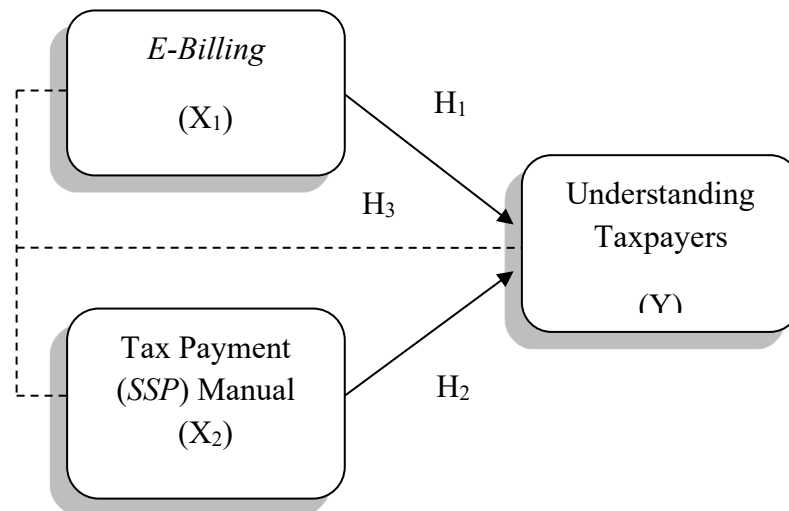 E-Billing
(X₁)
H₁
Understanding
Taxpayers
(Y)
H₃
Tax Payment
(SSP) Manual
(X₂)
H₂